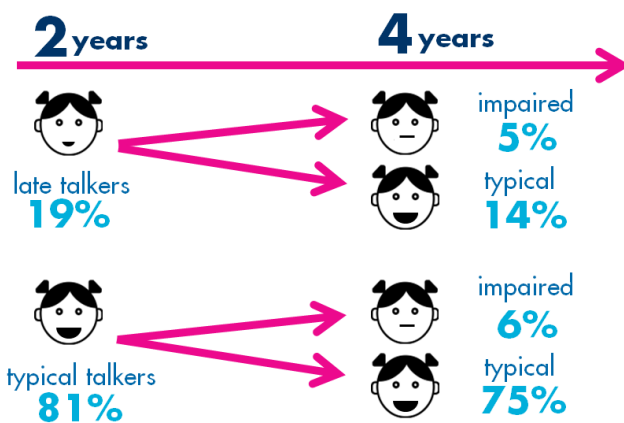 2 years
4 years
late talkers
19%
impaired
5%
typical
14%
typical talkers
81%
impaired
6%
typical
75%